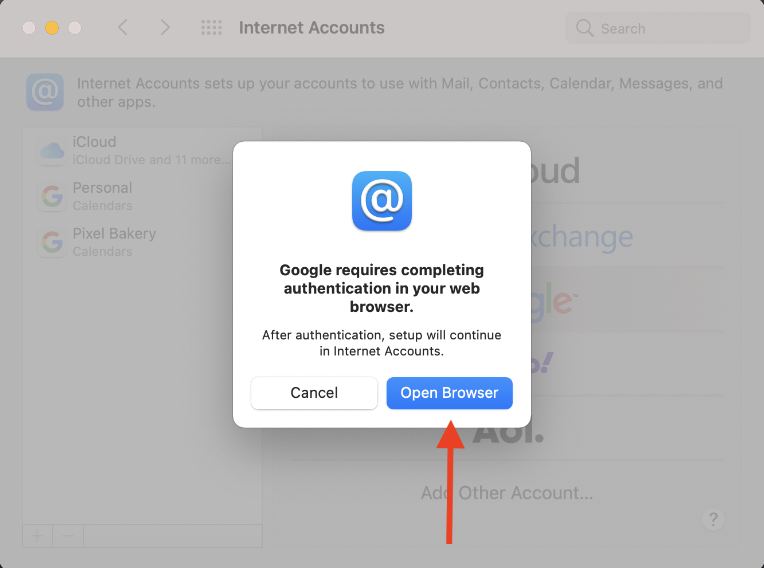 Internet Accounts
Search
Internet Accounts sets up your accounts to use with Mail, Contacts, Calendar, Messages, and
other apps.
iCloud
iCloud Drive and 11 more...
Personal
Calendars
Pixel Bakery
Calendars
oud
xchange
gle
o!
Aol.
Add Other Account...
?
@
Google requires completing
authentication in your web
browser.
After authentication, setup will continue
in Internet Accounts.
Cancel
Open Browser